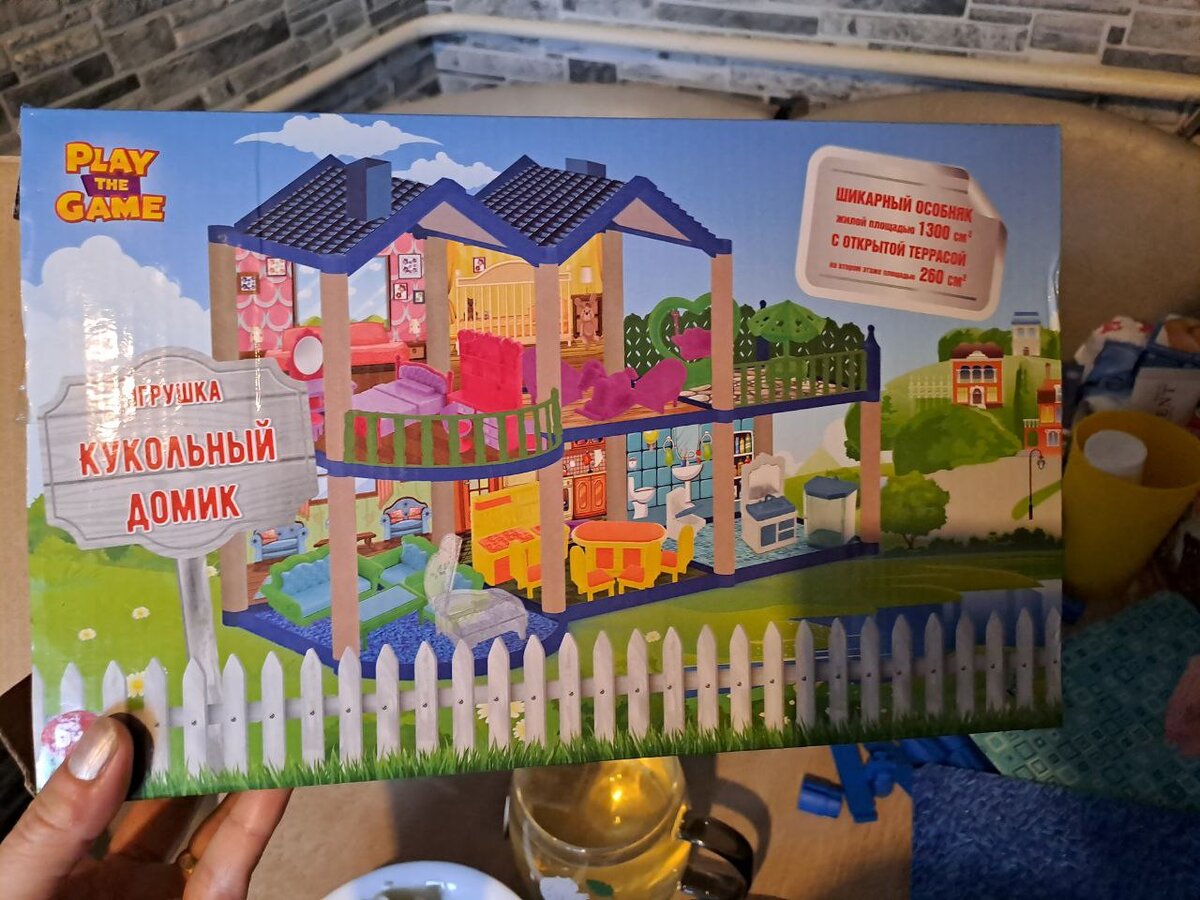 PLAY
THE
GAME
ШИКАРНЫЙ ОСОБНЯК
ЖИЛОЙ ПЛОЩАДЬЮ 1300 СМ²
С ОТКРЫТОЙ ТЕРРАСОЙ
на втором этаже площадью 260 СМ²
ИГРУШКА
КУКОЛЬНЫЙ
ДОМИК